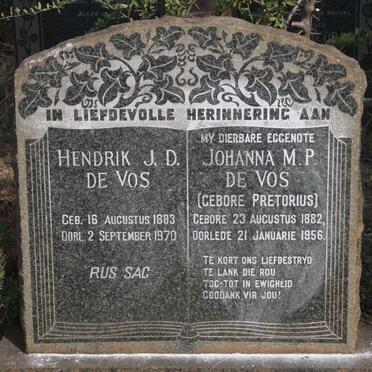 IN LIEFDEVOLLE HERINNERING AAN
HENDRIK J. D.
DE VOS
GEB. 16 AUGUSTUS 1883
OORL. 2 SEPTEMBER 1970
RUS SAG
MY DIERBARE EGGENOTE
JOHANNA M. P.
DE VOS
(GEBORE PRETORIUS)
GEBORE 23 AUGUSTUS 1882,
OORLEDE 21 JANUARIE 1956.
TE KORT ONS LIEFDESTRYD
TE LANK DIE ROU
TOG-TOT IN EWIGHEID
GODDANK VIR JOU!